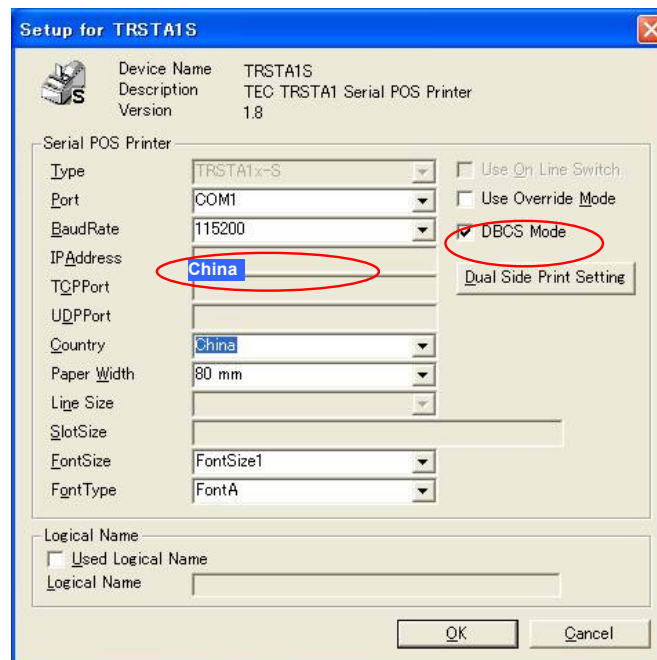 Setup for TRSTA1S
Device Name TRSTA1S
Description TEC TRSTA1 Serial POS Printer
Version 1.8
S
Serial POS Printer
Type TRSTA1x-S Use On Line Switch
Port COM1 Use Override Mode
BaudRate 115200 DBCS Mode
IPAddress
China
TCPPort Dual Side Print Setting
UDPPort
Country China
Paper Width 80 mm
Line Size
SlotSize
FontSize FontSize1
FontType FontA
Logical Name
Used Logical Name
Logical Name
OK Cancel